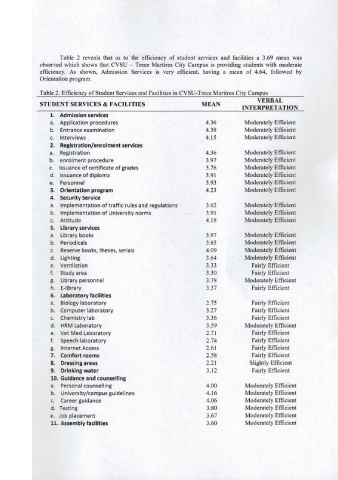 Table 2 reveals that as to the efficiency of student services and facilities a 3.69 mean was
observed which shows that CVSU – Trece Martires City Campus is providing students with moderate
efficiency. As shown, Admission Services is very efficient, having a mean of 4.64, followed by
Orientation program.
Table 2. Efficiency of Student Services and Facilities in CVSU-Trece Martires City Campus
STUDENT SERVICES & FACILITIES MEAN VERBAL INTERPRETATION
1. Admission services
a. Application procedures 4.36 Moderately Efficient
b. Entrance examination 4.39 Moderately Efficient
c. Interviews 4.15 Moderately Efficient
2. Registration/enrolment services
a. Registration 4.36 Moderately Efficient
b. enrolment procedure 3.97 Moderately Efficient
c. Issuance of certificate of grades 3.76 Moderately Efficient
d. Issuance of diploma 3.91 Moderately Efficient
e. Personnel 3.93 Moderately Efficient
3. Orientation program 4.23 Moderately Efficient
4. Security Service
a. Implementation of traffic rules and regulations 3.62 Moderately Efficient
b. Implementation of University norms 3.91 Moderately Efficient
c. Attitude 4.18 Moderately Efficient
5. Library services
a. Library books 3.97 Moderately Efficient
b. Periodicals 3.85 Moderately Efficient
c. Reserve books, theses, serials 4.09 Moderately Efficient
d. Lighting 3.64 Moderately Efficient
e. Ventilation 3.33 Fairly Efficient
f. Study area 3.30 Fairly Efficient
g. Library personnel 3.78 Moderately Efficient
h. E-library 3.37 Fairly Efficient
6. Laboratory facilities
a. Biology laboratory 2.75 Fairly Efficient
b. Computer laboratory 3.27 Fairly Efficient
c. Chemistry lab 3.36 Fairly Efficient
d. HRM Laboratory 3.59 Moderately Efficient
e. Vet Med Laboratory 2.71 Fairly Efficient
f. Speech laboratory 2.74 Fairly Efficient
g. Internet Access 2.61 Fairly Efficient
7. Comfort rooms 2.58 Fairly Efficient
8. Dressing areas 2.21 Slightly Efficient
9. Drinking water 3.12 Fairly Efficient
10. Guidance and counselling
a. Personal counselling 4.00 Moderately Efficient
b. University/campus guidelines 4.16 Moderately Efficient
c. Career guidance 4.06 Moderately Efficient
d. Testing 3.80 Moderately Efficient
e. Job placement 3.67 Moderately Efficient
11. Assembly facilities 3.60 Moderately Efficient